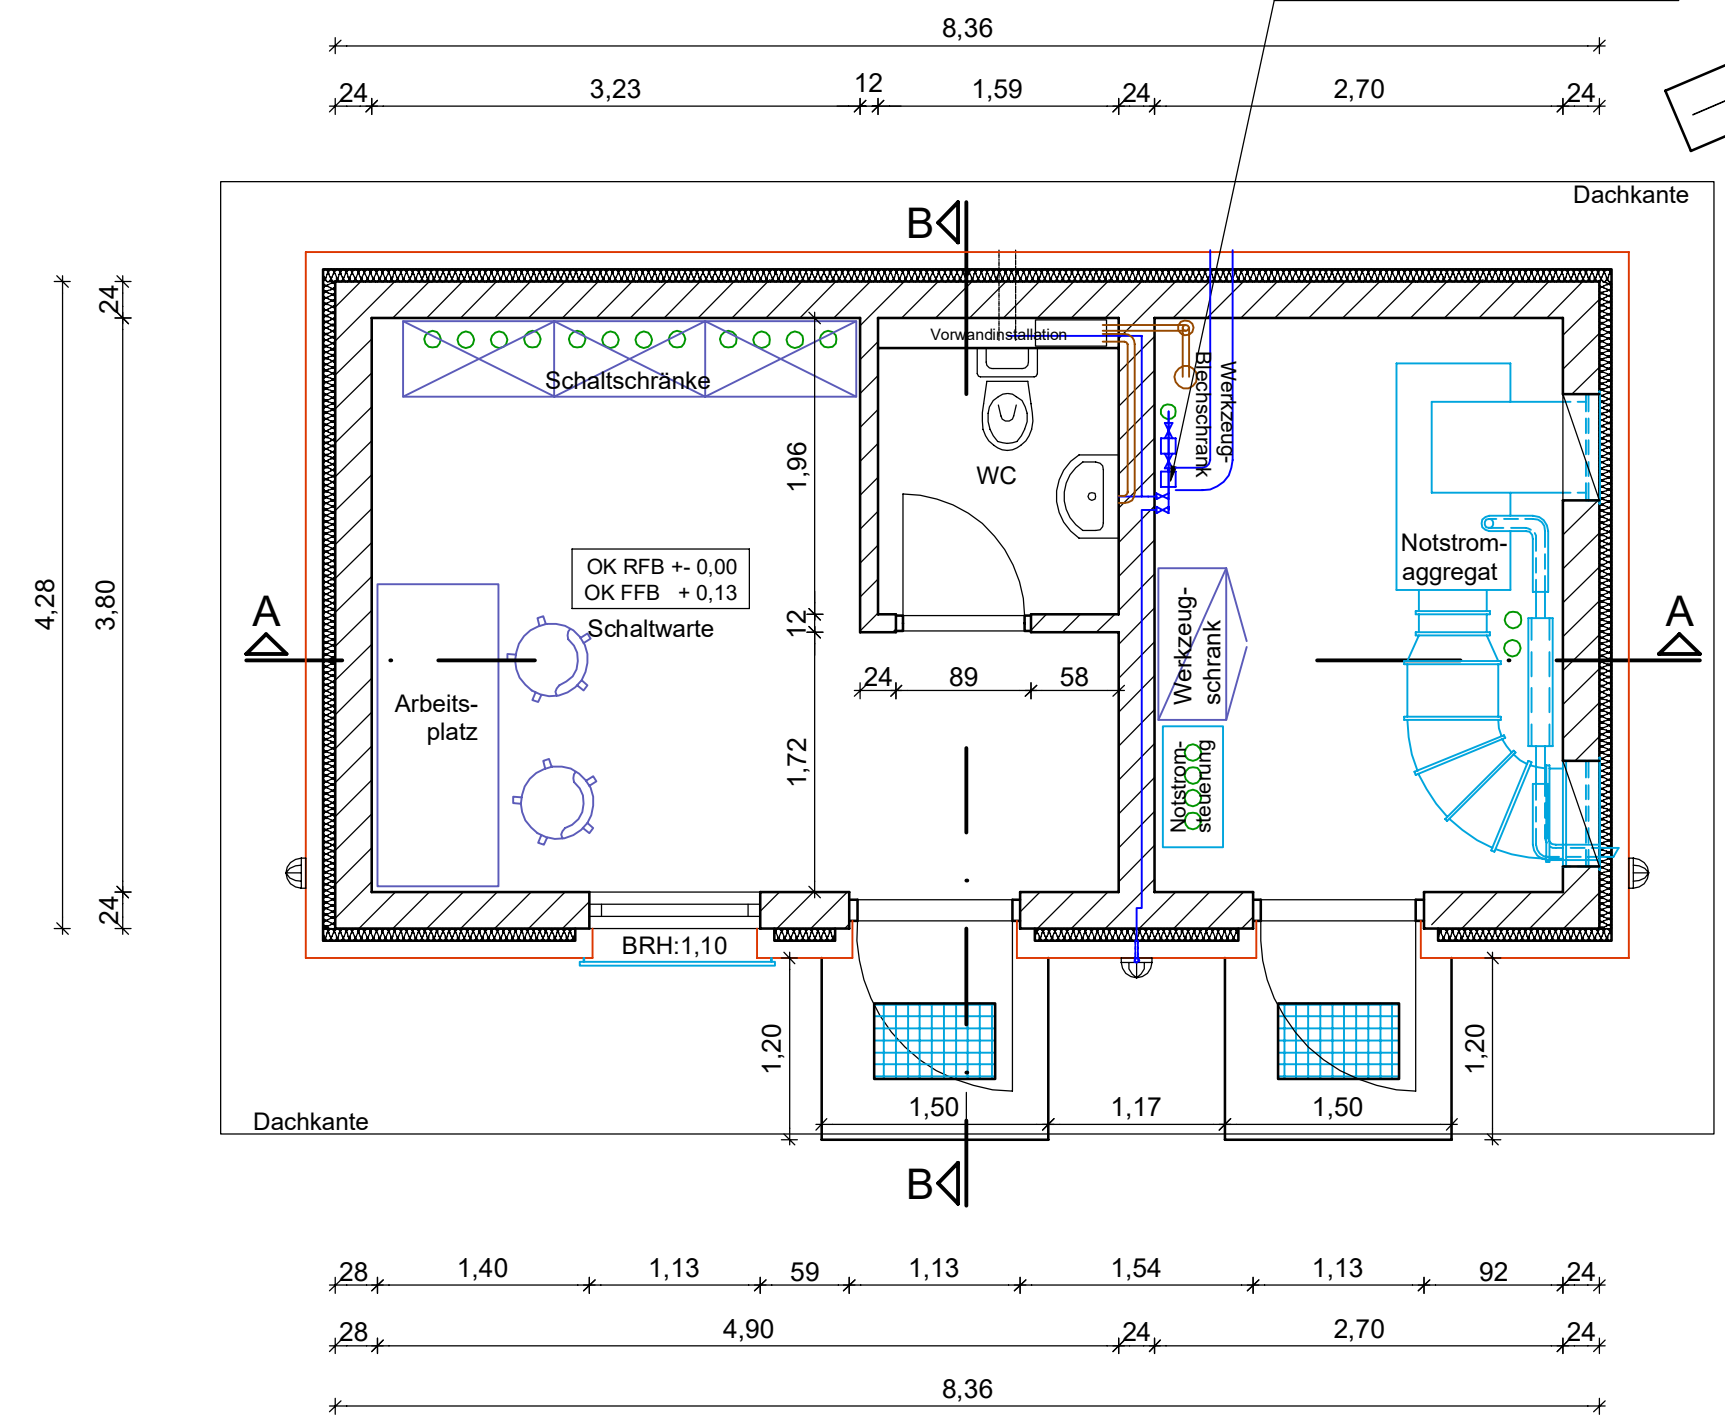 8,36
24 3,23 12 1,59 24 2,70 24
Dachkante
B
24
3,80
24
4,28
Vorwandinstallation
Schaltschränke
Werkzeug-
Blechschrank
1,96
WC
OK RFB +- 0,00
OK FFB + 0,13
Schaltwarte
Notstrom-
aggregat
A
A
12
Werkzeug-
schrank
24 89 58
Arbeits-
platz
1,72
Notstrom-
steuerung
BRH:1,10
1,20
1,20
1,50 1,17 1,50
Dachkante
B
28 1,40 1,13 59 1,13 1,54 1,13 92 24
28 4,90 24 2,70 24
8,36